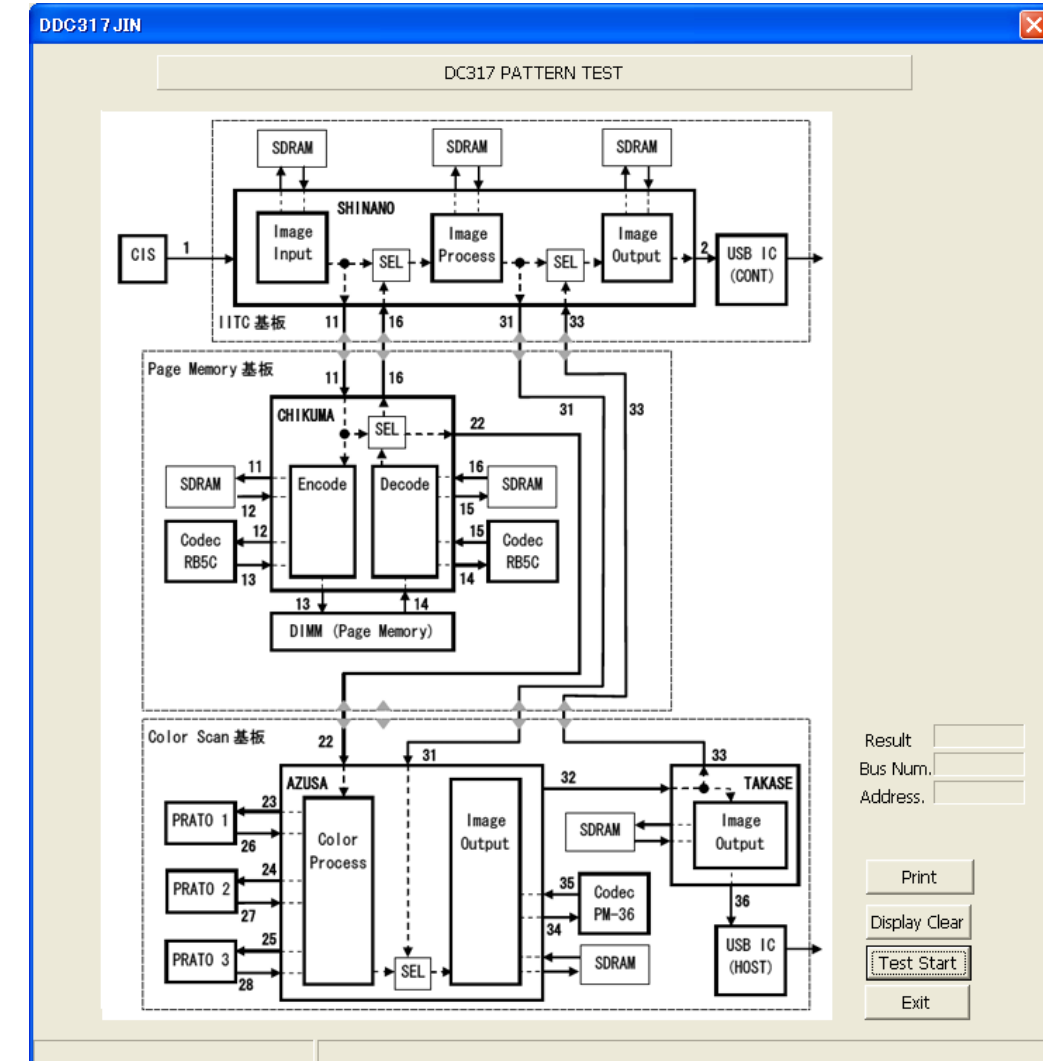 DDC317JIN
DC317 PATTERN TEST
SDRAM
SDRAM
SDRAM
SHINANO
Image
Input
Image
Process
Image
Output
CIS
1
SEL
SEL
2
USB IC
(CONT)
IITC 基板
11
16
31
33
Page Memory 基板
11
16
31
33
CHIKUMA
SEL
22
SDRAM
11
12
Encode
Decode
16
15
SDRAM
Codec
RB5C
12
13
15
14
Codec
RB5C
13
14
DIMM (Page Memory)
Color Scan 基板
22
31
33
AZUSA
32
TAKASE
PRATO 1
23
26
Color
Process
Image
Output
SDRAM
Image
Output
PRATO 2
24
27
35
34
Codec
PM-36
36
PRATO 3
25
28
SEL
SDRAM
USB IC
(HOST)
Result
Bus Num.
Address.
Print
Display Clear
Test Start
Exit